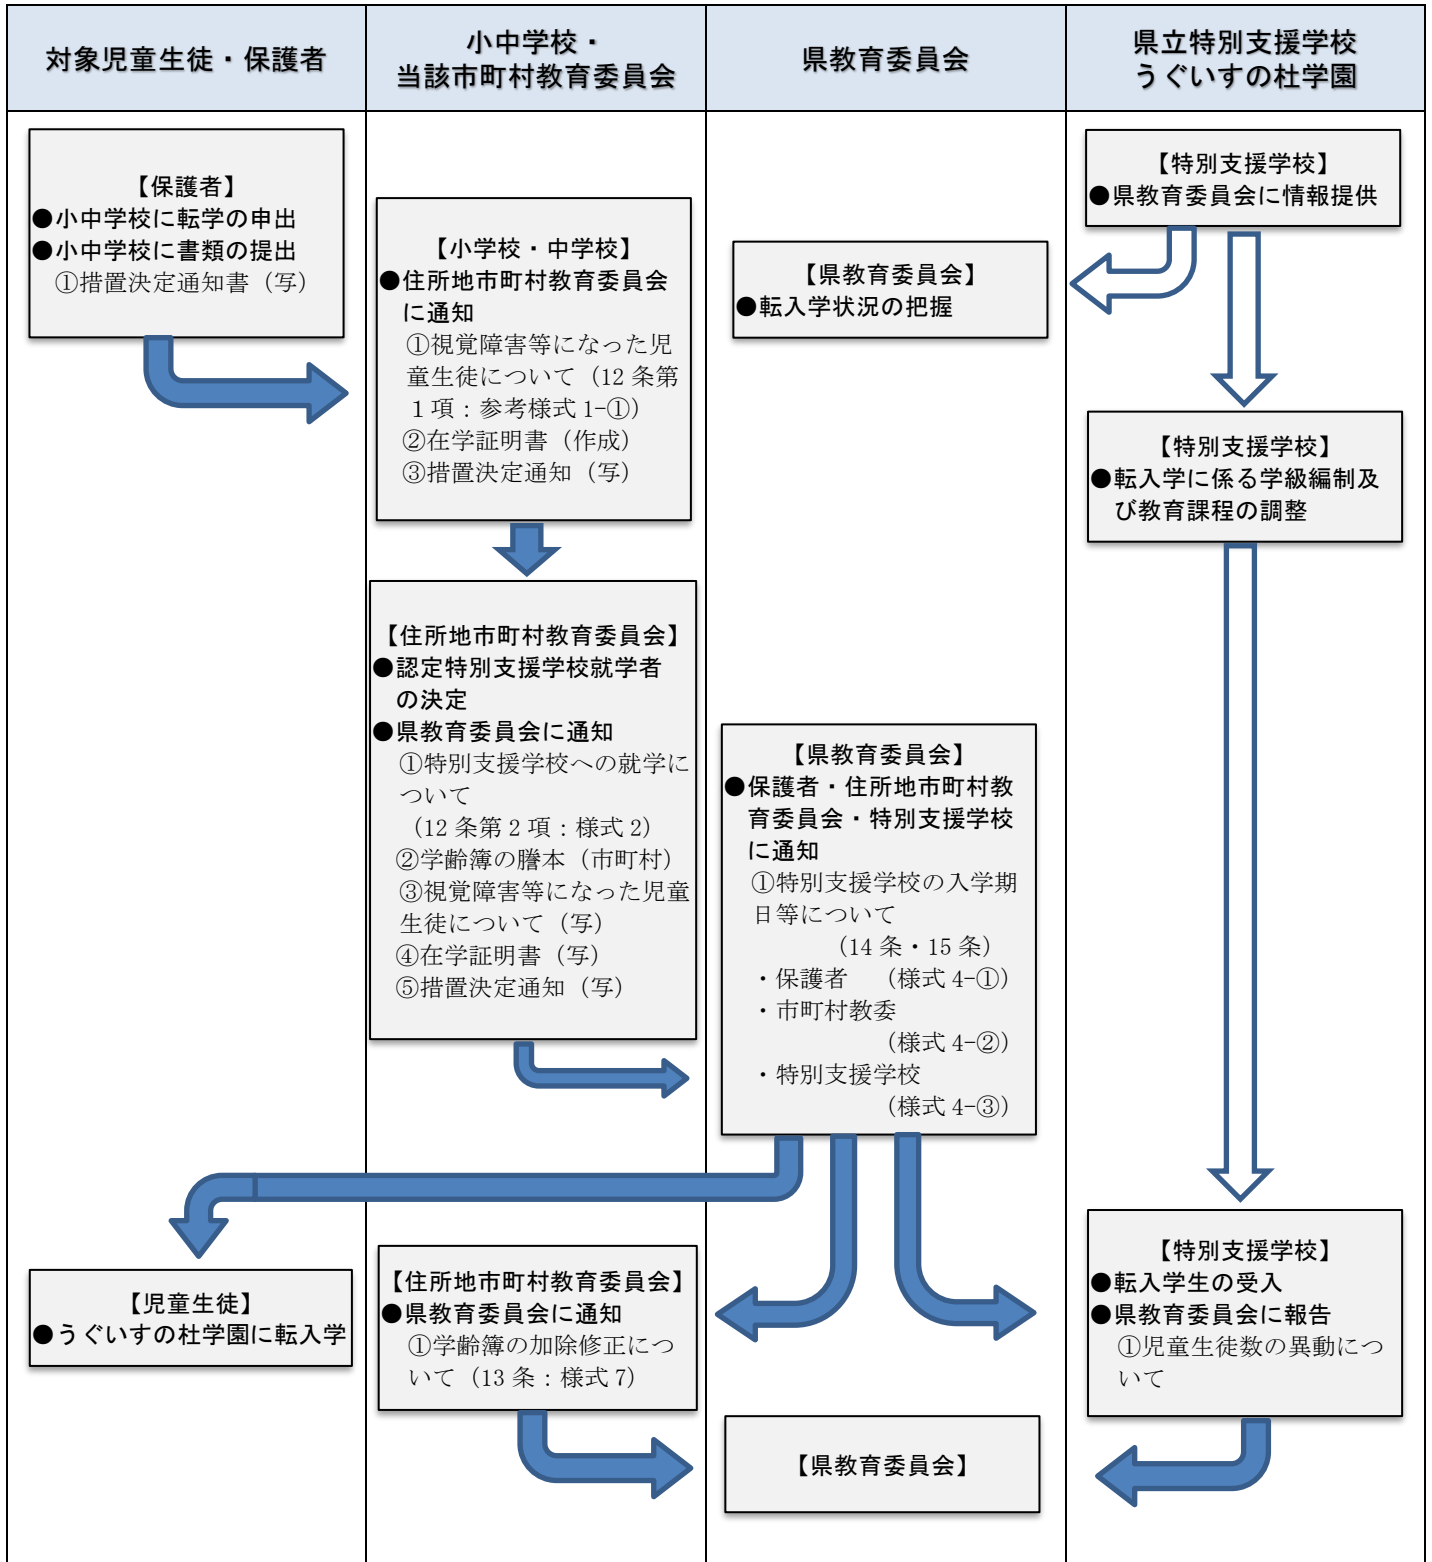 対象児童生徒・保護者
小中学校・
当該市町村教育委員会
県教育委員会
県立特別支援学校
うぐいすの杜学園
【保護者】
●小中学校に転学の申出
●小中学校に書類の提出
①措置決定通知書（写）
【小学校・中学校】
●住所地市町村教育委員会
に通知
①視覚障害等になった児
童生徒について（12 条第
１項：参考様式 1-①）
②在学証明書（作成）
③措置決定通知（写）
【県教育委員会】
●転入学状況の把握
【特別支援学校】
●県教育委員会に情報提供
【特別支援学校】
●転入学に係る学級編制及
び教育課程の調整
【住所地市町村教育委員会】
●認定特別支援学校就学者
の決定
●県教育委員会に通知
①特別支援学校への就学に
ついて
（12 条第 2 項：様式 2）
②学齢簿の謄本（市町村）
③視覚障害等になった児童
生徒について（写）
④在学証明書（写）
⑤措置決定通知（写）
【県教育委員会】
●保護者・住所地市町村教
育委員会・特別支援学校
に通知
①特別支援学校の入学期
日等について
（14 条・15 条）
・保護者　（様式 4-①）
・市町村教委
（様式 4-②）
・特別支援学校
（様式 4-③）
【児童生徒】
●うぐいすの杜学園に転入学
【住所地市町村教育委員会】
●県教育委員会に通知
①学齢簿の加除修正につ
いて（13 条：様式 7）
【県教育委員会】
【特別支援学校】
●転入学生の受入
●県教育委員会に報告
①児童生徒数の異動につ
いて